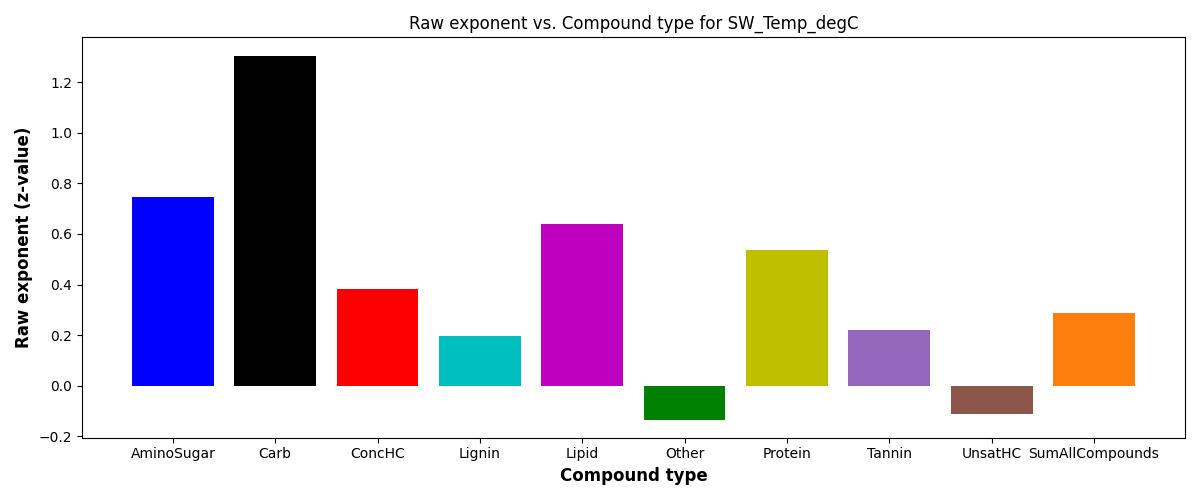 Raw exponent vs. Compound type for SW_Temp_degC
Raw exponent (z-value)
1.2
1.0
0.8
0.6
0.4
0.2
0.0
−0.2
AminoSugar Carb ConcHC Lignin Lipid Other Protein Tannin UnsatHC SumAllCompounds
Compound type